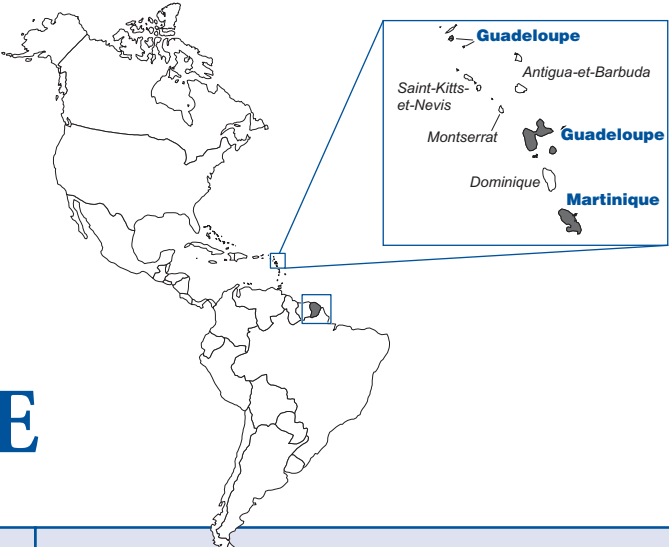 Guadeloupe
Antigua-et-Barbuda
Saint-Kitts-
et-Nevis
Montserrat
Guadeloupe
Dominique
Martinique
E